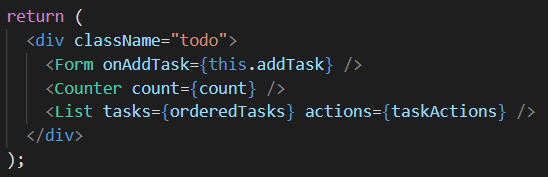 return (
  <div className="todo">
    <Form onAddTask={this.addTask} />
    <Counter count={count} />
    <List tasks={orderedTasks} actions={taskActions} />
  </div>
);